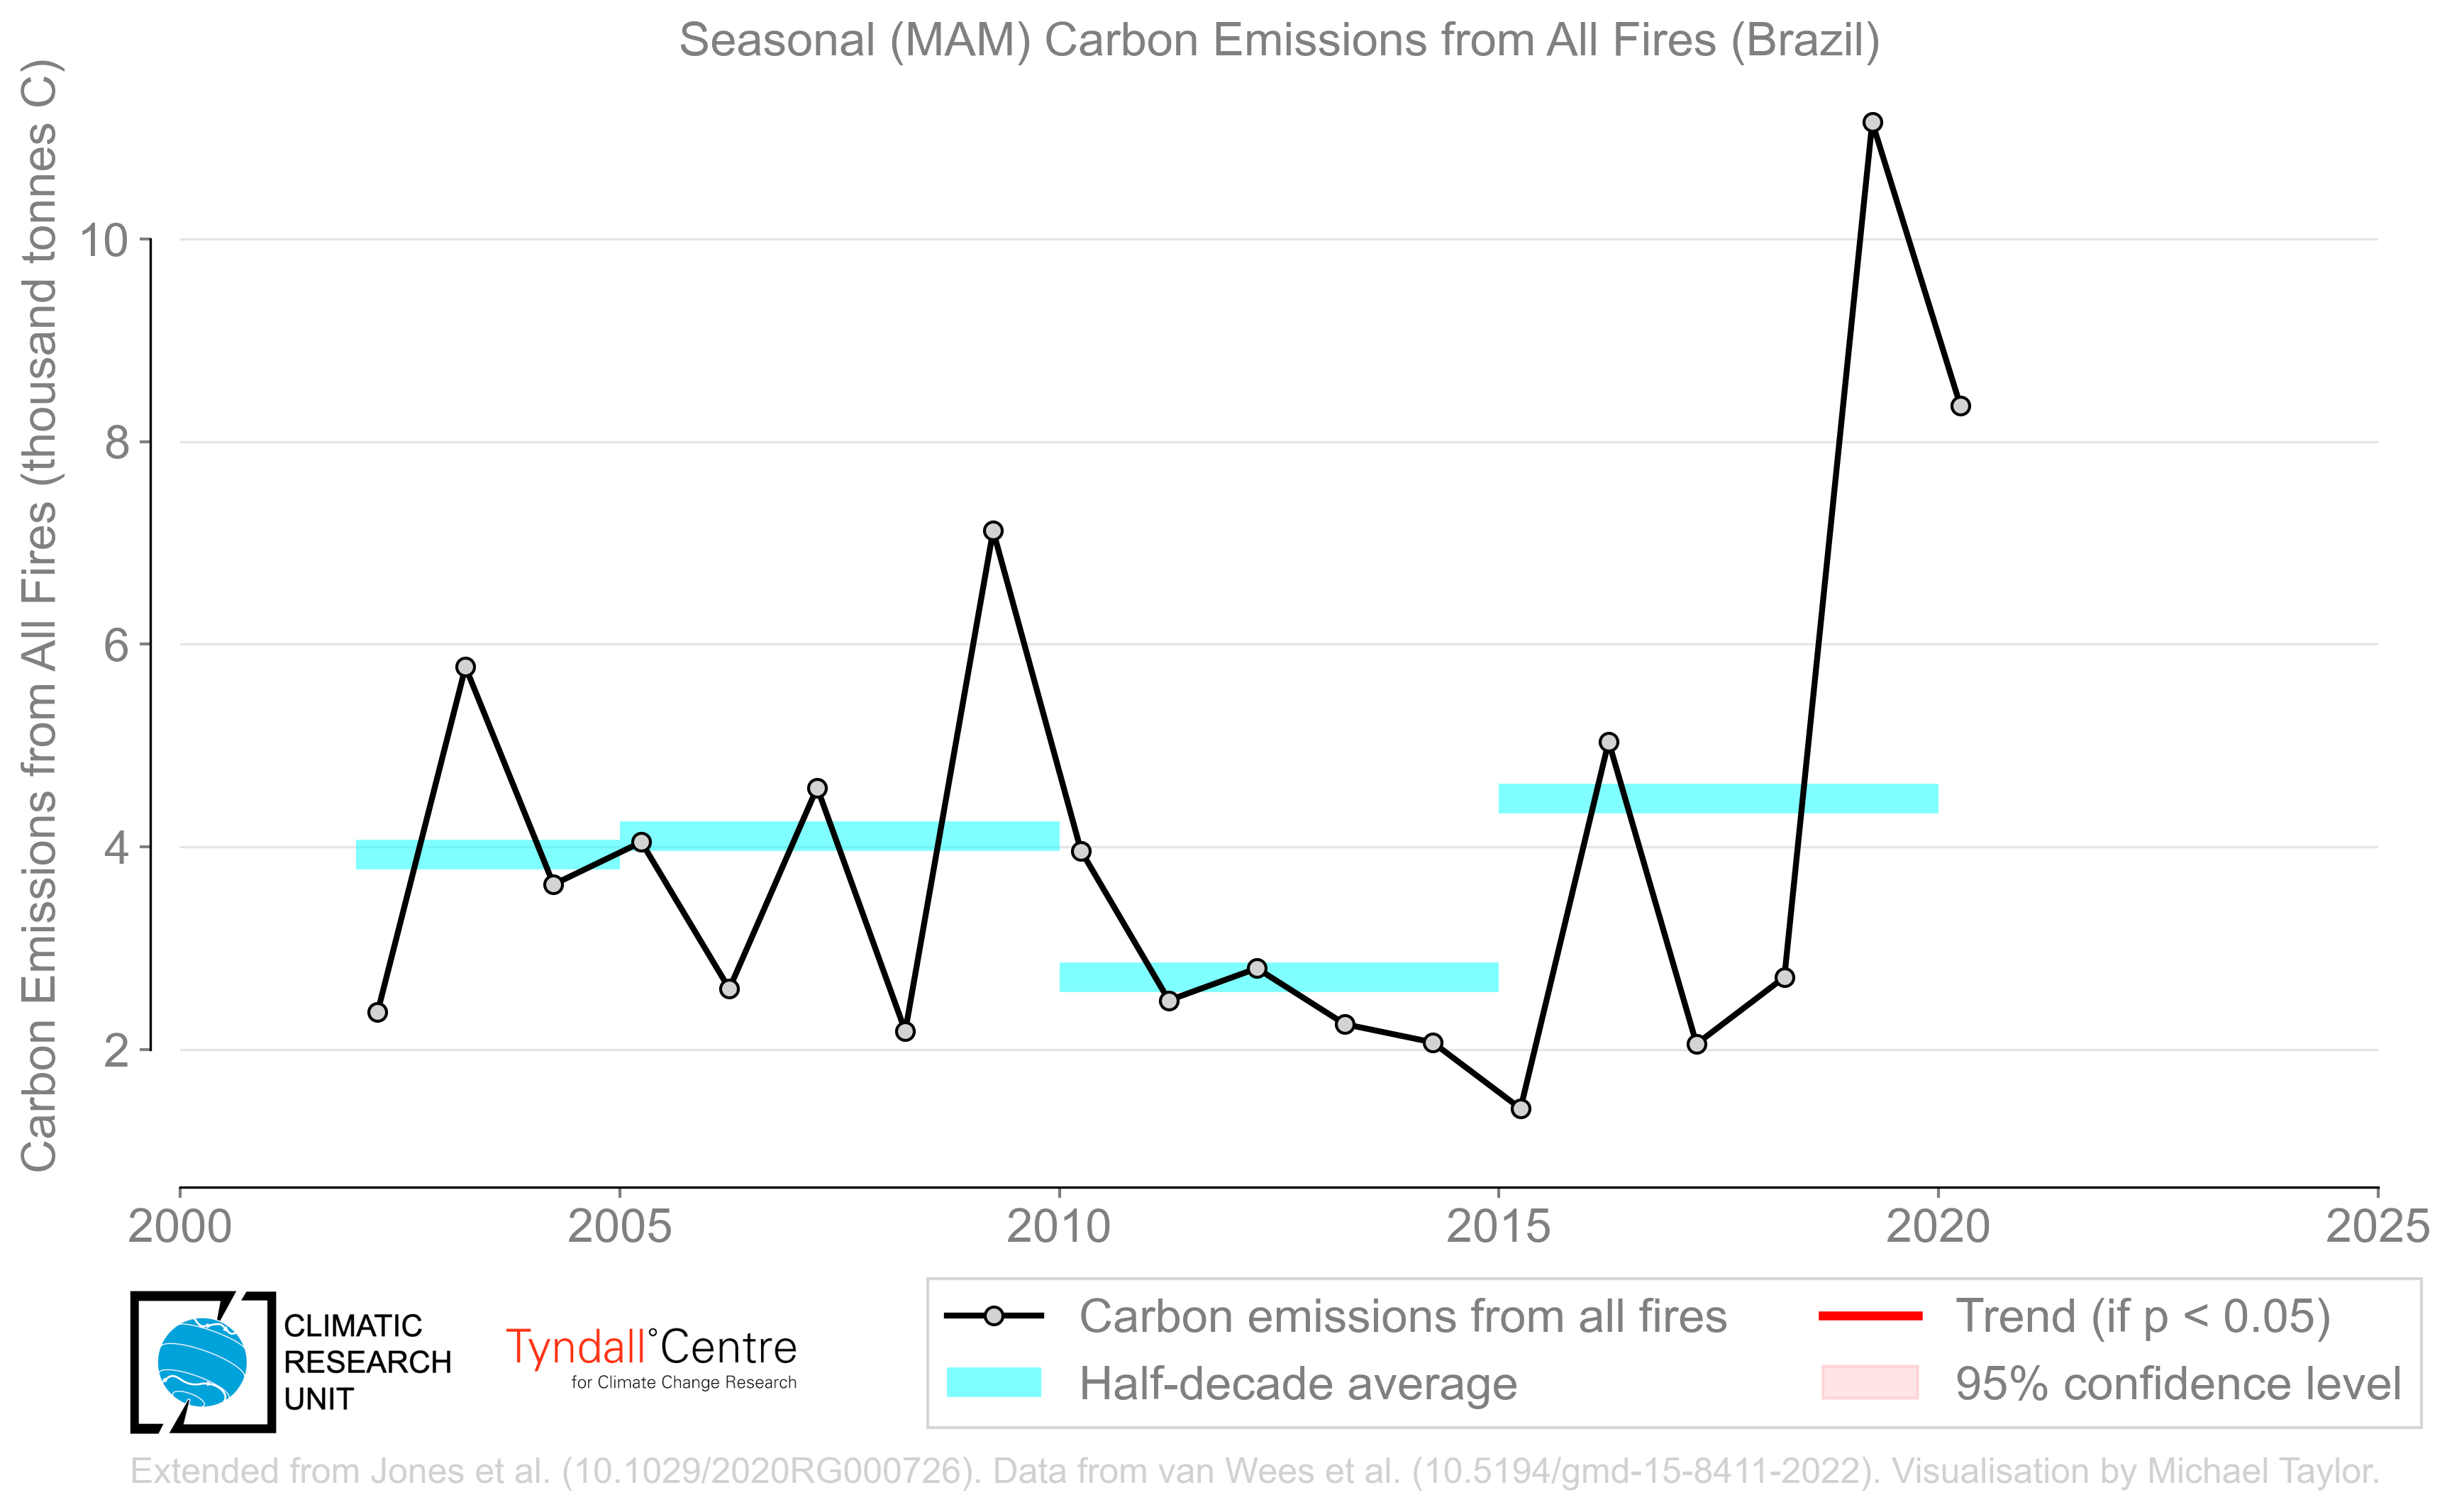 Seasonal (MAM) Carbon Emissions from All Fires (Brazil)
Carbon Emissions from All Fires (thousand tonnes C)
10
8
6
4
2
2000
2005
2010
2015
2020
2025
CLIMATIC
RESEARCH
UNIT
Tyndall°Centre
for Climate Change Research
Carbon emissions from all fires
Half-decade average
Trend (if p < 0.05)
95% confidence level
Extended from Jones et al. (10.1029/2020RG000726). Data from van Wees et al. (10.5194/gmd-15-8411-2022). Visualisation by Michael Taylor.